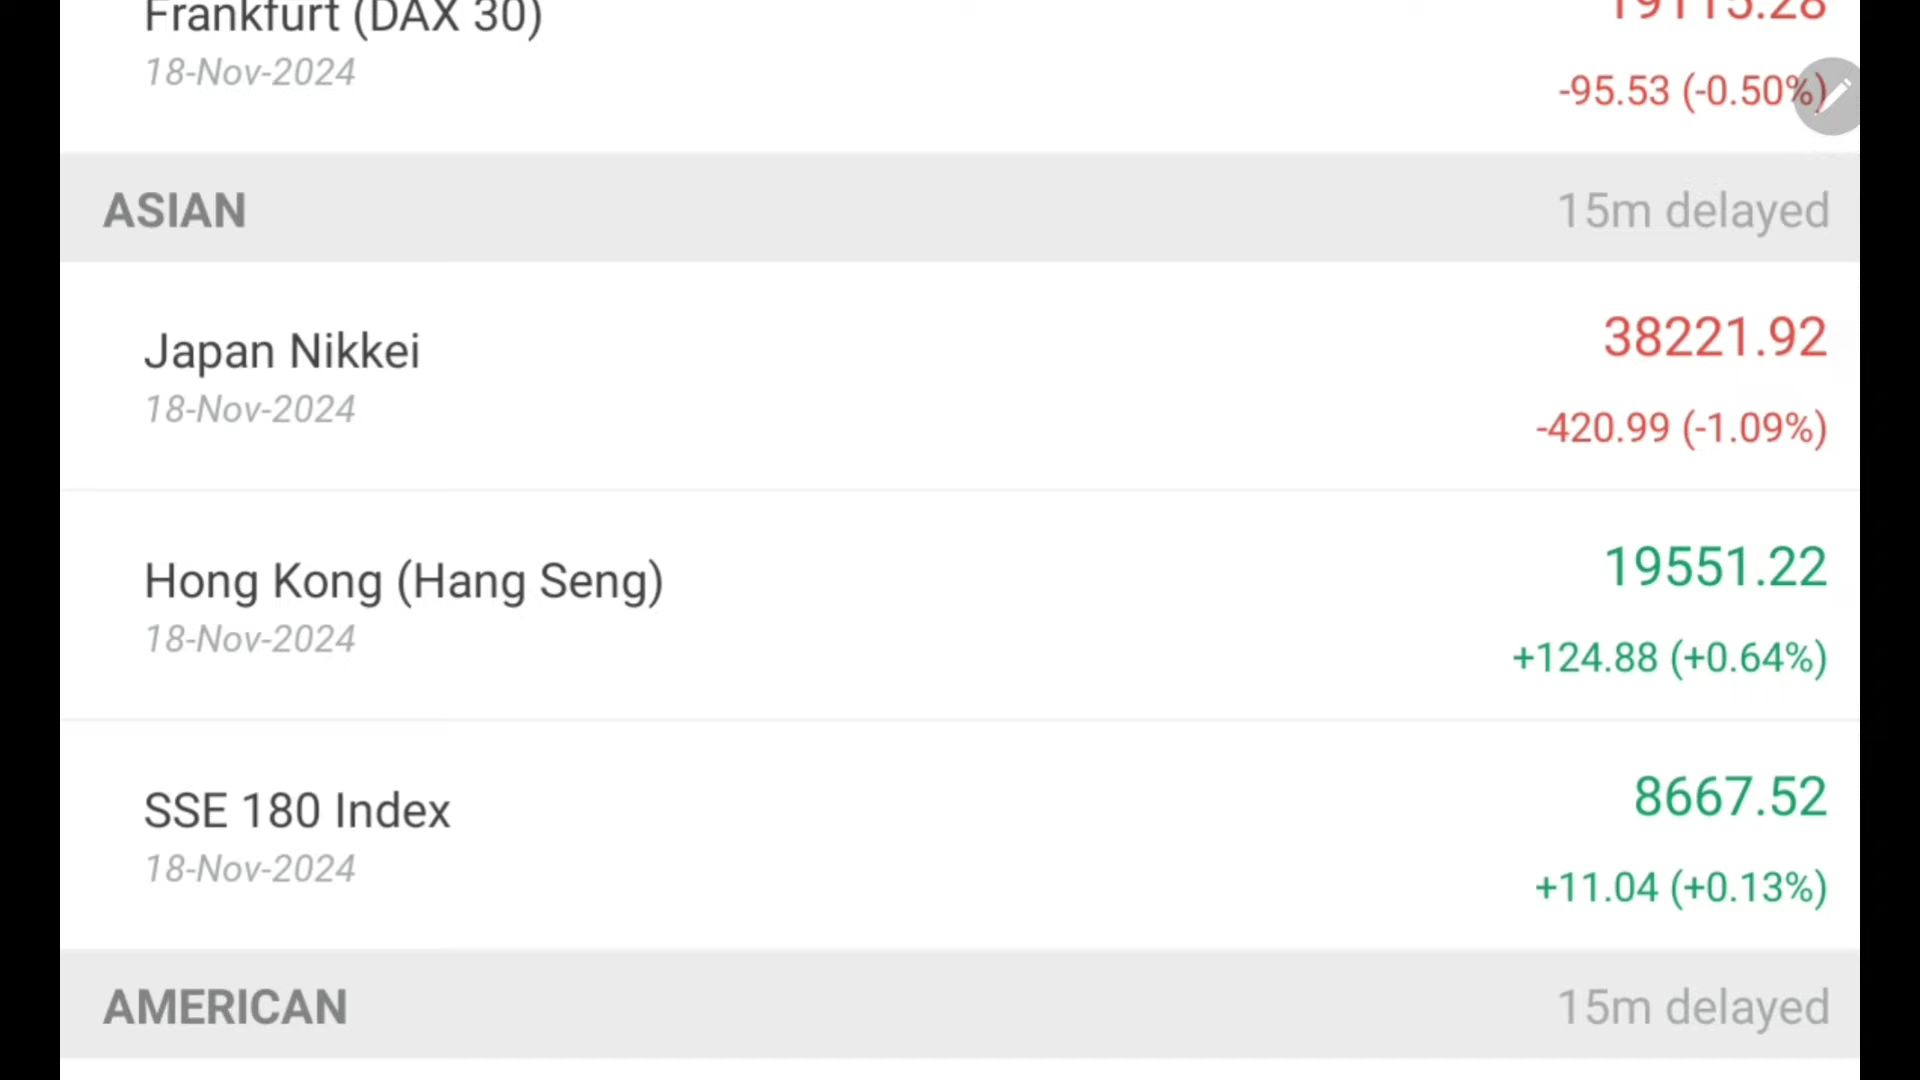 Frankfurt (DAX 30)
19115.28
18-Nov-2024
-95.53 (-0.50%)
ASIAN
15m delayed
Japan Nikkei
38221.92
18-Nov-2024
-420.99 (-1.09%)
Hong Kong (Hang Seng)
19551.22
18-Nov-2024
+124.88 (+0.64%)
SSE 180 Index
8667.52
18-Nov-2024
+11.04 (+0.13%)
AMERICAN
15m delayed